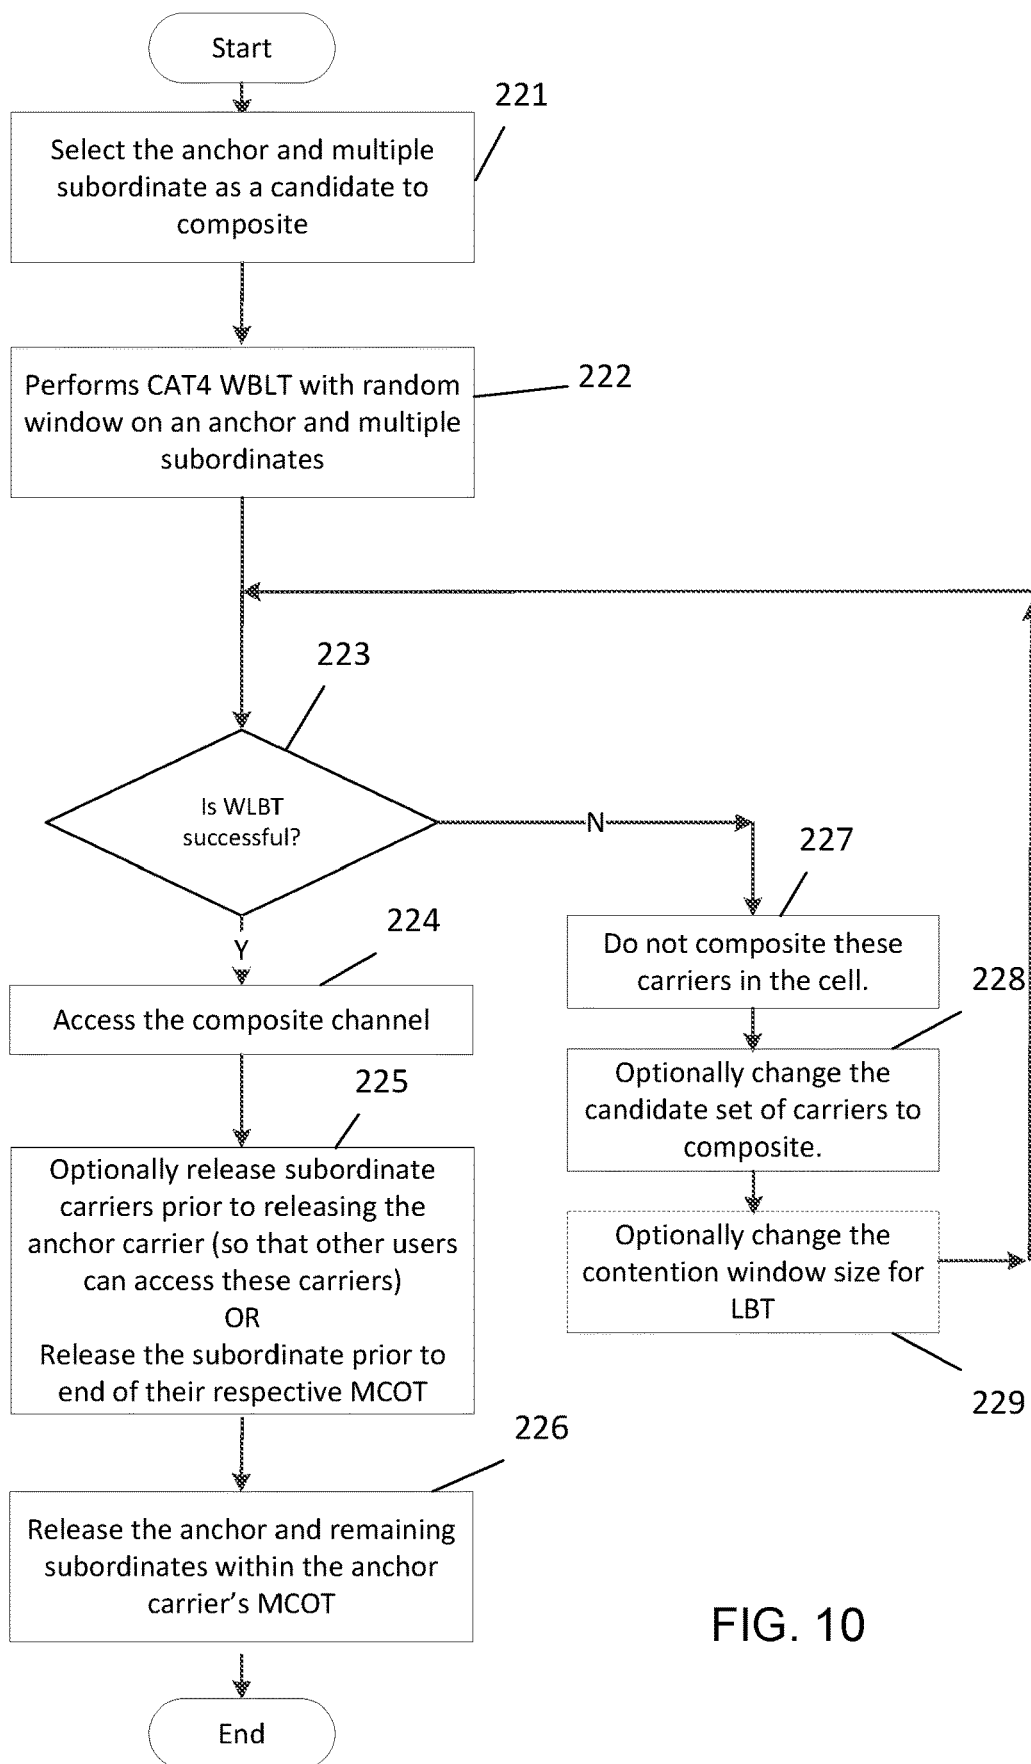 Start
221
Select the anchor and multiple
subordinate as a candidate to
composite
222
Performs CAT4 WBLT with random
window on an anchor and multiple
subordinates
223
Is WLBT
successful?
N
Y
224
Access the composite channel
225
Optionally release subordinate
carriers prior to releasing the
anchor carrier (so that other users
can access these carriers)
OR
Release the subordinate prior to
end of their respective MCOT
226
Release the anchor and remaining
subordinates within the anchor
carrier's MCOT
End
227
Do not composite these
carriers in the cell.
228
Optionally change the
candidate set of carriers to
composite.
Optionally change the
contention window size for
LBT
229
FIG. 10